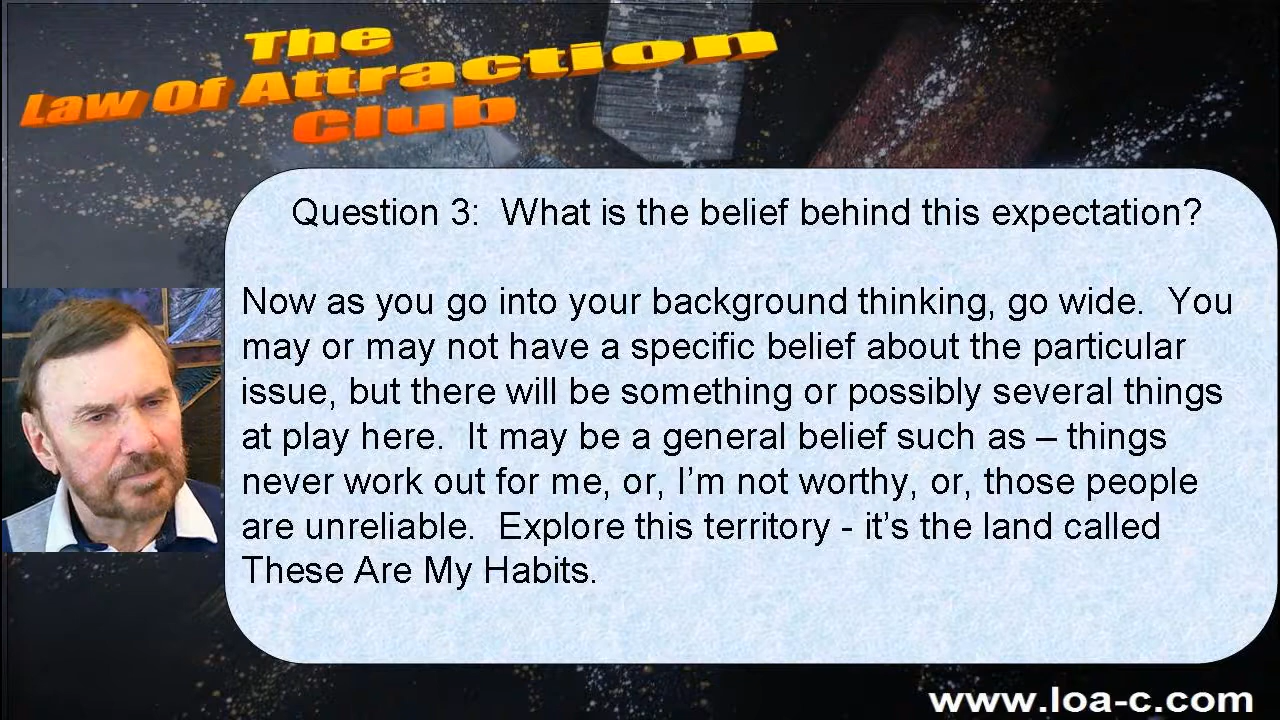 The
Law Of Attraction
Club
Question 3:  What is the belief behind this expectation?
Now as you go into your background thinking, go wide.  You
may or may not have a specific belief about the particular
issue, but there will be something or possibly several things
at play here.  It may be a general belief such as – things
never work out for me, or, I’m not worthy, or, those people
are unreliable.  Explore this territory - it’s the land called
These Are My Habits.
www.loa-c.com